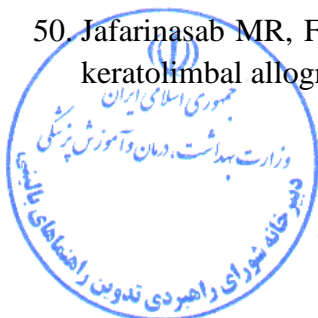 50. Jafarinasab MR, F
keratolimbal allogr
جمهوری اسلامی ایران
وزارت بهداشت، درمان و آموزش پزشکی
دبیرخانه شورای راهبردی تدوین راهنماهای بالینی